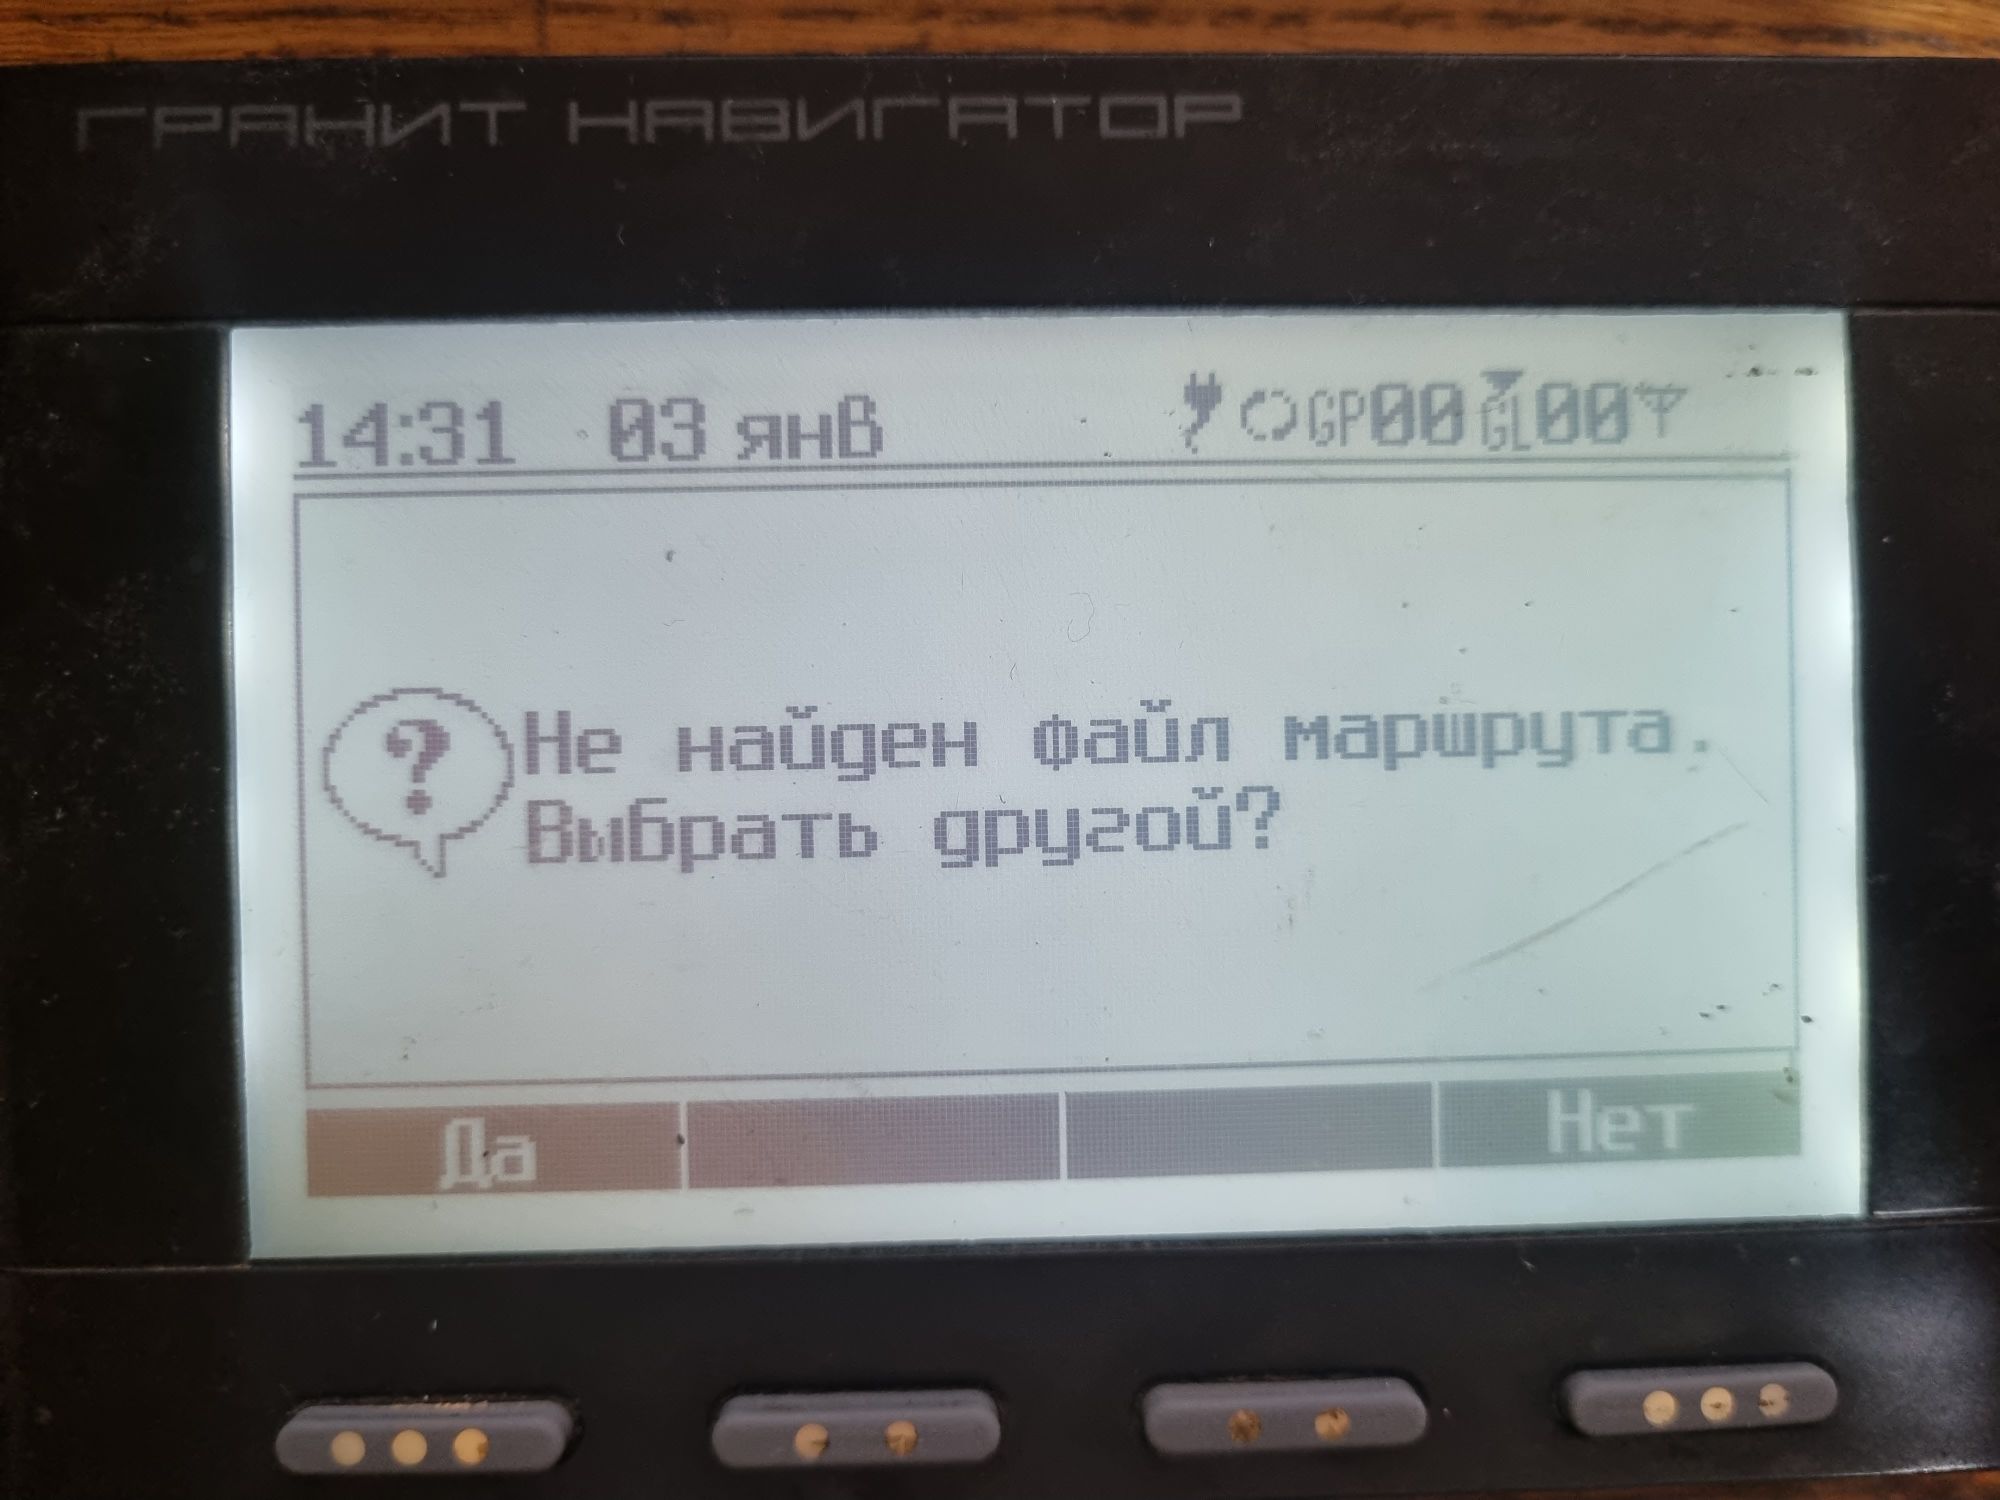 ГРАНИТ НАВИГАТОР
14:31 03 янв GP00 GL00
? Не найден файл маршрута.
Выбрать другой?
Да Нет